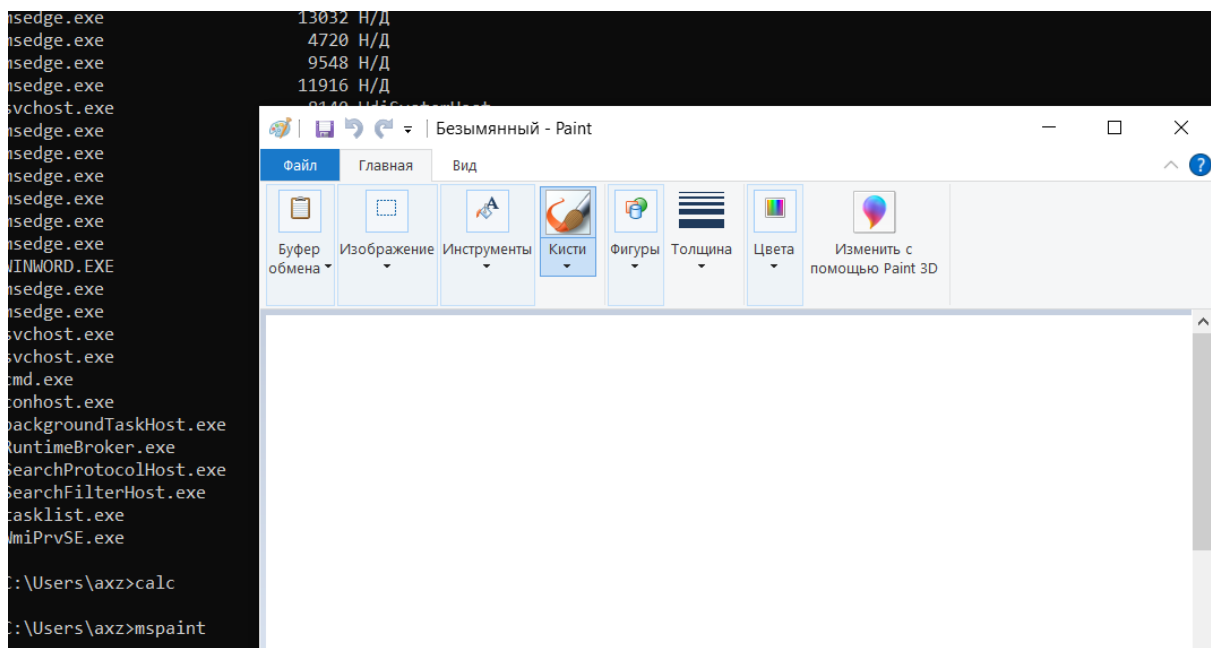 msedge.exe 13032 Н/Д
msedge.exe 4720 Н/Д
msedge.exe 9548 Н/Д
msedge.exe 11916 Н/Д
svchost.exe 8140 UdiSystemHost
msedge.exe
msedge.exe
msedge.exe
msedge.exe
msedge.exe
msedge.exe
WINWORD.EXE
msedge.exe
msedge.exe
svchost.exe
svchost.exe
cmd.exe
conhost.exe
backgroundTaskHost.exe
RuntimeBroker.exe
SearchProtocolHost.exe
SearchFilterHost.exe
tasklist.exe
WmiPrvSE.exe
C:\Users\axz>calc
C:\Users\axz>mspaint
Безымянный - Paint
Файл Главная Вид
Буфер обмена
Изображение
Инструменты
Кисти
Фигуры
Толщина
Цвета
Изменить с
помощью Paint 3D